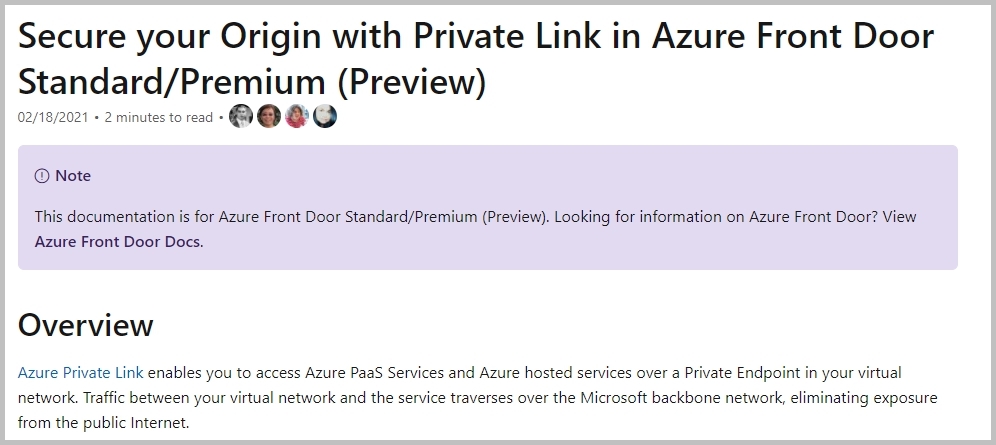 Secure your Origin with Private Link in Azure Front Door
Standard/Premium (Preview)
02/18/2021 • 2 minutes to read •
Note
This documentation is for Azure Front Door Standard/Premium (Preview). Looking for information on Azure Front Door? View
Azure Front Door Docs.
Overview
Azure Private Link enables you to access Azure PaaS Services and Azure hosted services over a Private Endpoint in your virtual
network. Traffic between your virtual network and the service traverses over the Microsoft backbone network, eliminating exposure
from the public Internet.